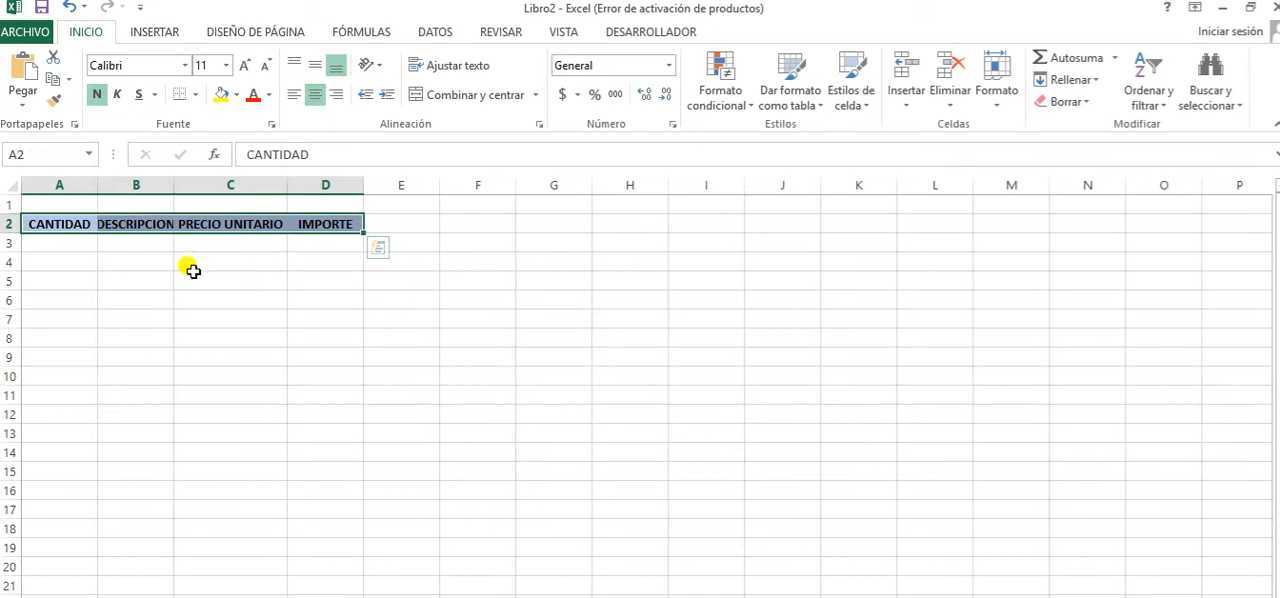 Libro2 - Excel (Error de activación de productos)
?
ARCHIVO INICIO INSERTAR DISEÑO DE PÁGINA FÓRMULAS DATOS REVISAR VISTA DESARROLLADOR Iniciar sesión
Pegar
Calibri 11
N K S
Ajustar texto
Combinar y centrar
General
$ % 000
Formato condicional
Dar formato como tabla
Estilos de celda
Insertar
Eliminar
Formato
Autosuma
Rellenar
Borrar
Ordenar y filtrar
Buscar y seleccionar
Portapapeles Fuente Alineación Número Estilos Celdas Modificar
A2 fx CANTIDAD
A B C D E F G H I J K L M N O P
1
2 CANTIDAD DESCRIPCION PRECIO UNITARIO IMPORTE
3
4
5
6
7
8
9
10
11
12
13
14
15
16
17
18
19
20
21